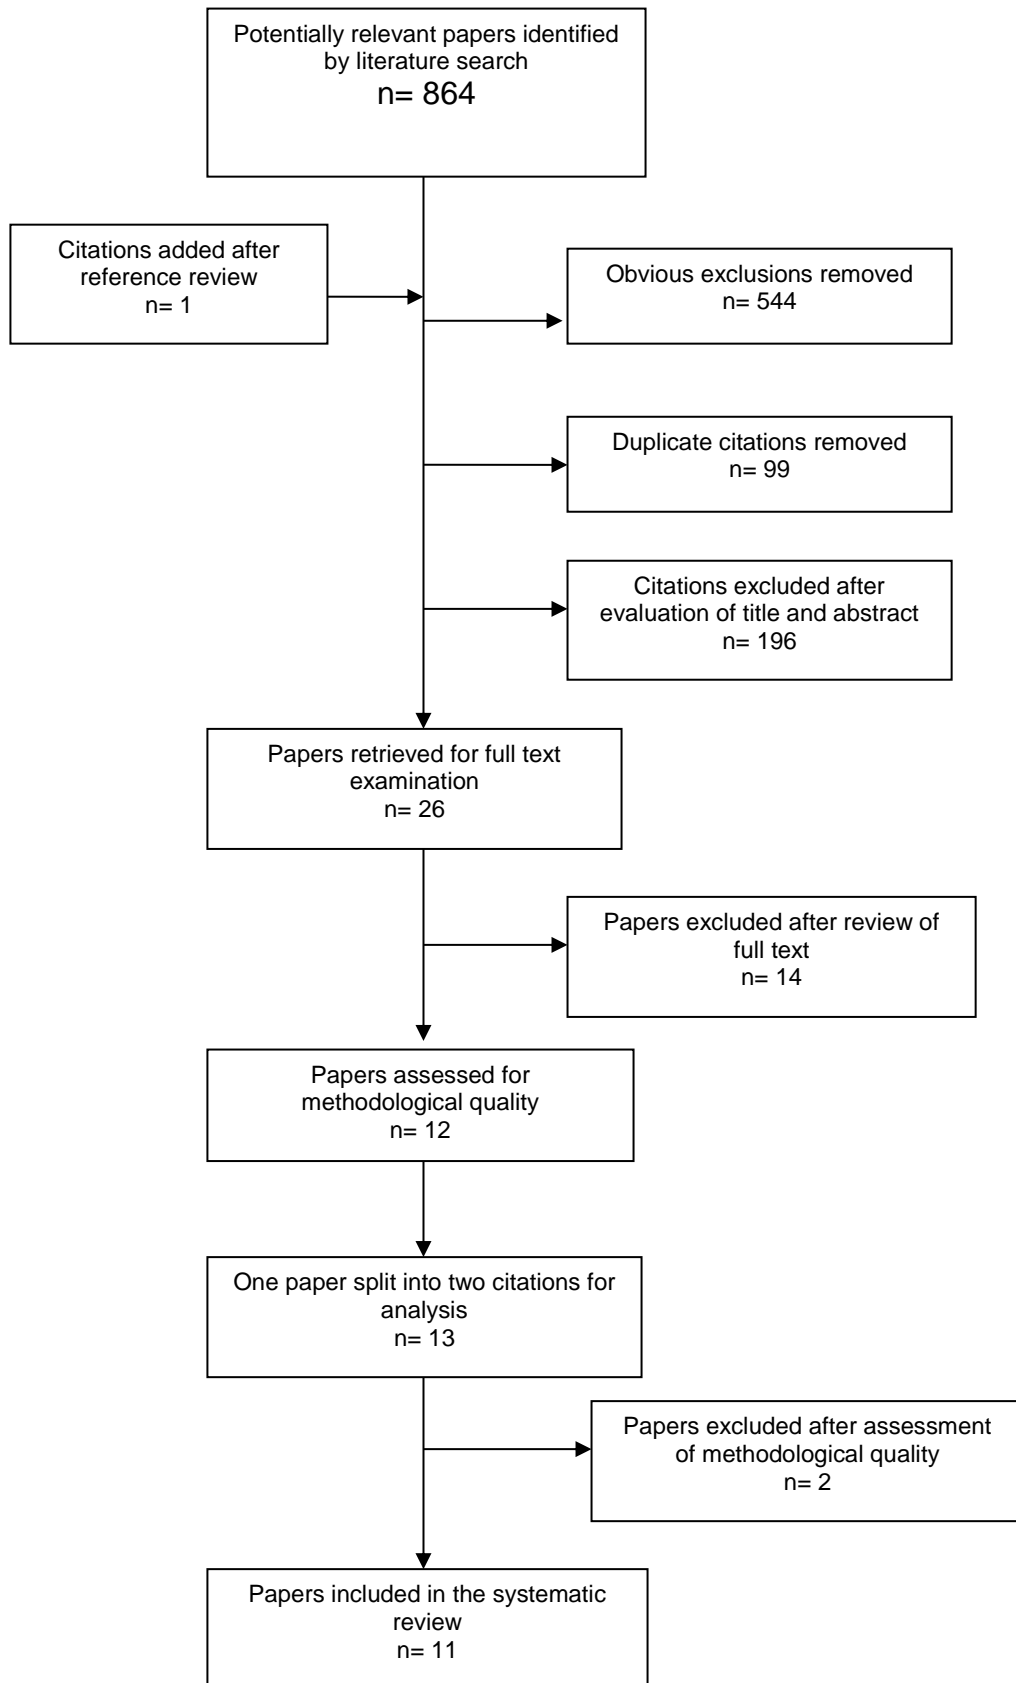 Potentially relevant papers identified
by literature search
n= 864
Citations added after
reference review
n= 1
Obvious exclusions removed
n= 544
Duplicate citations removed
n= 99
Citations excluded after
evaluation of title and abstract
n= 196
Papers retrieved for full text
examination
n= 26
Papers excluded after review of
full text
n= 14
Papers assessed for
methodological quality
n= 12
One paper split into two citations for
analysis
n= 13
Papers excluded after assessment
of methodological quality
n= 2
Papers included in the systematic
review
n= 11